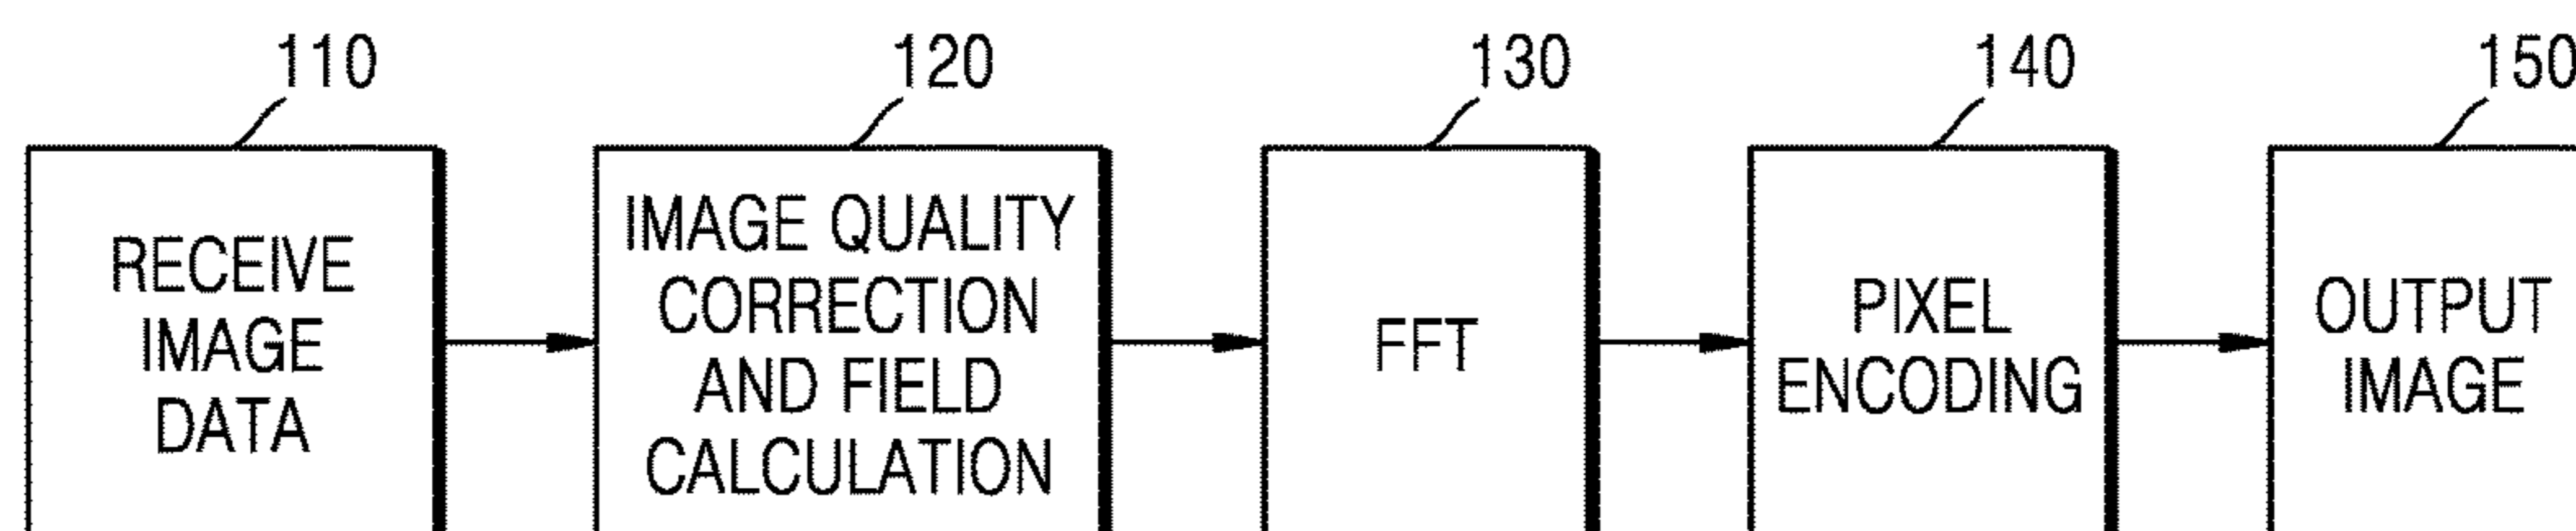 110
120
130
140
150
RECEIVE
IMAGE
DATA
IMAGE QUALITY
CORRECTION
AND FIELD
CALCULATION
FFT
PIXEL
ENCODING
OUTPUT
IMAGE